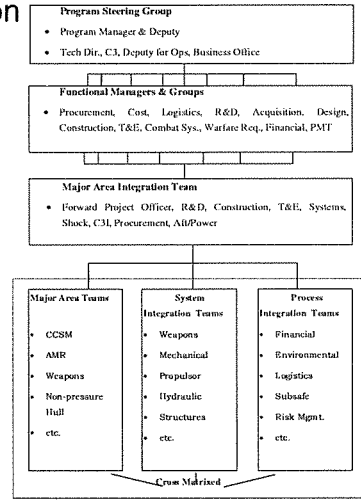 on
Program Steering Group
• Program Manager & Deputy
• Tech Dir., C3, Deputy for Ops, Business Office
Functional Managers & Groups
• Procurement, Cost, Logistics, R&D, Acquisition, Design,
Construction, T&E, Combat Sys., Warfare Req., Financial, PMT
Major Area Integration Team
• Forward Project Officer, R&D, Construction, T&E, Systems,
Shock, C3I, Procurement, Aft/Power
Major Area Teams
• CCSM
• AMR
• Weapons
• Non-pressure
Hull
• etc.
System
Integration Teams
• Weapons
• Mechanical
• Propulsor
• Hydraulic
• Structures
• etc.
Process
Integration Teams
• Financial
• Environmental
• Logistics
• Subsafe
• Risk Mgmt.
• etc.
Cross Matrixed